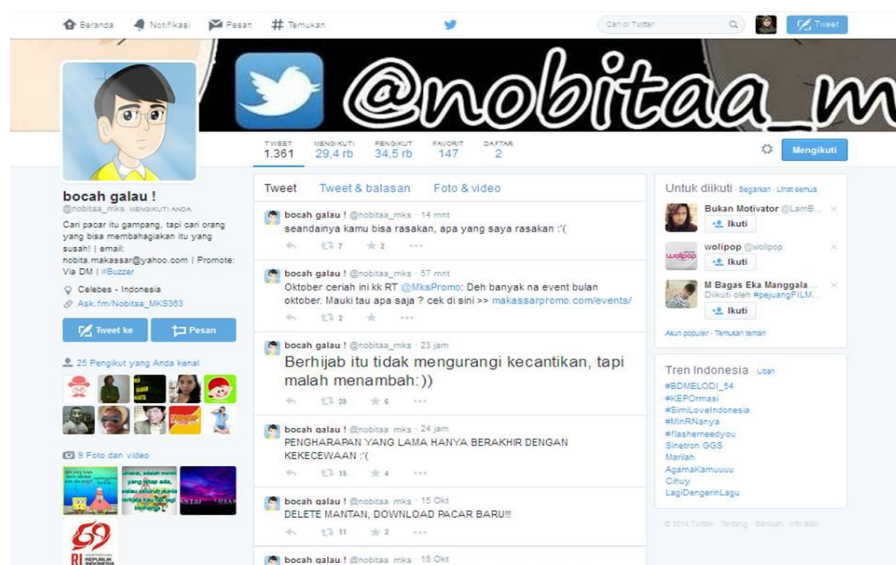 Beranda Notifikasi Pesan Temukan Cari di Twitter Tweet
@nobitaa_m
TWEET MENGIKUTI PENGIKUT FAVORIT DAFTAR
1.361 29,4 rb 34,5 rb 147 2 Mengikuti
bocah galau !
@nobitaa_mks MENGIKUTI ANDA
Cari pacar itu gampang, tapi cari orang
yang bisa membahagiakan itu yang
susah! | email:
nobita.makassar@yahoo.com | Promote:
Via DM | #Buzzer
Celebes - Indonesia
Ask.fm/Nobitaa_MKS363
Tweet ke Pesan
25 Pengikut yang Anda kenal
9 Foto dan video
69
RI REPUBLIK
INDONESIA
Tweet Tweet & balasan Foto & video
bocah galau ! @nobitaa_mks · 14 mnt
seandainya kamu bisa rasakan, apa yang saya rasakan :'(
7 2
bocah galau ! @nobitaa_mks · 57 mnt
Oktober ceriah ini kk RT @MksPromo: Deh banyak na event bulan
oktober. Mauki tau apa saja ? cek di sini >> makassarpromo.com/events/
2
bocah galau ! @nobitaa_mks · 23 jam
Berhijab itu tidak mengurangi kecantikan, tapi
malah menambah:))
39 6
bocah galau ! @nobitaa_mks · 24 jam
PENGHARAPAN YANG LAMA HANYA BERAKHIR DENGAN
KEKECEWAAN :'(
15 4
bocah galau ! @nobitaa_mks · 15 Okt
DELETE MANTAN, DOWNLOAD PACAR BARU!!!
11 2
bocah galau ! @nobitaa_mks · 15 Okt
Untuk diikuti · Segarkan · Lihat semua
Bukan Motivator @LamB...
Ikuti
wolipop @wolipop
Ikuti
M Bagas Eka Manggala ...
Diikuti oleh #pejuangFILM...
Ikuti
Akun populer · Temukan teman
Tren Indonesia · Ubah
#BDMELODI_54
#KEPOrmasi
#SimiLoveIndonesia
#MinRNanya
#flasherneedyou
Sinetron GGS
Marilah
AgamaKamuuuu
Cihuy
LagiDengerinLagu
© 2014 Twitter Tentang Bantuan Info Iklan